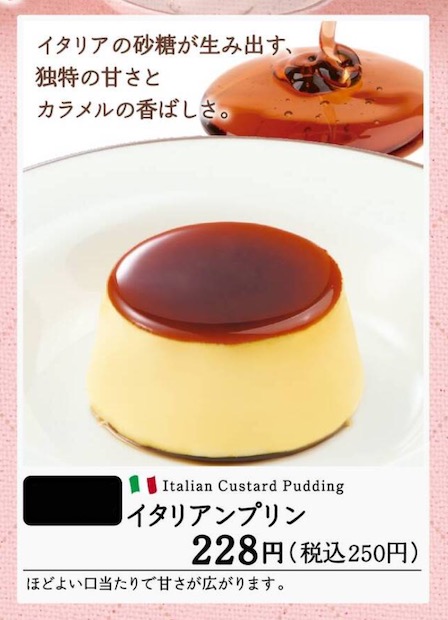 イタリアの砂糖が生み出す、
独特の甘さと
カラメルの香ばしさ。
Italian Custard Pudding
イタリアンプリン
228円(税込250円)
ほどよい口当たりで甘さが広がります。